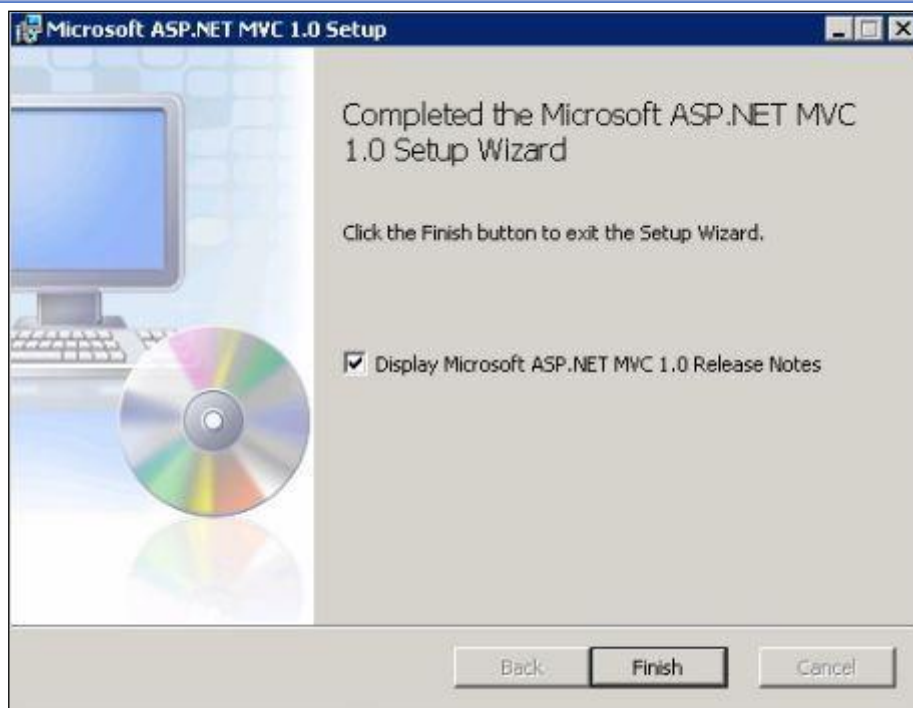 Microsoft ASP.NET MVC 1.0 Setup
Completed the Microsoft ASP.NET MVC
1.0 Setup Wizard
Click the Finish button to exit the Setup Wizard.
Display Microsoft ASP.NET MVC 1.0 Release Notes
Back
Finish
Cancel